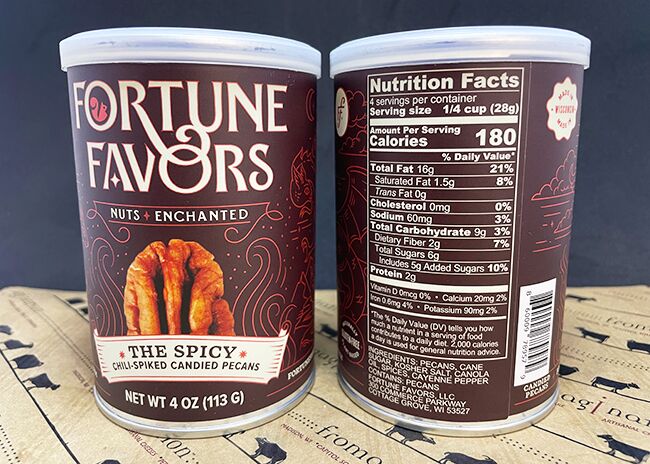 FORTUNE
FAVORS
NUTS ENCHANTED
THE SPICY
CHILI-SPIKED CANDIED PECANS
NET WT 4 OZ (113 G)
Nutrition Facts
4 servings per container
Serving size 1/4 cup (28g)
Amount Per Serving
Calories 180
% Daily Value*
Total Fat 16g 21%
Saturated Fat 1.5g 8%
Trans Fat 0g
Cholesterol 0mg 0%
Sodium 60mg 3%
Total Carbohydrate 9g 3%
Dietary Fiber 2g 7%
Total Sugars 6g
Includes 5g Added Sugars 10%
Protein 2g
Vitamin D 0mcg 0% • Calcium 20mg 2%
Iron 0.6mg 4% • Potassium 90mg 2%
*The % Daily Value (DV) tells you how
much a nutrient in a serving of food
contributes to a daily diet. 2,000 calories
a day is used for general nutrition advice.
INGREDIENTS: PECANS, CANE
SUGAR, KOSHER SALT, CANOLA
OIL, SPICES, CAYENNE PEPPER
CONTAINS: PECANS
FORTUNE FAVORS, LLC
COMMERCE PARKWAY
COTTAGE GROVE, WI 53527
MADE IN
WISCONSIN
CANDIED
PECANS